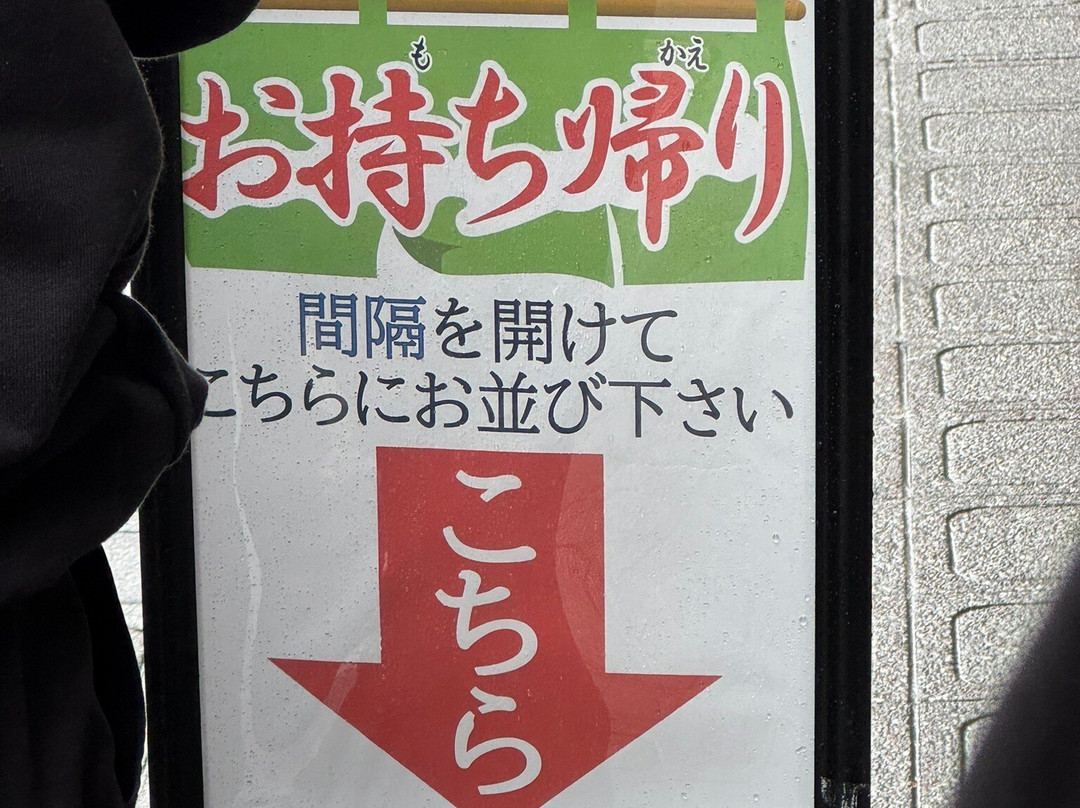 お持ち帰り
も かえ
間隔を開けて
こちらにお並び下さい
こちら